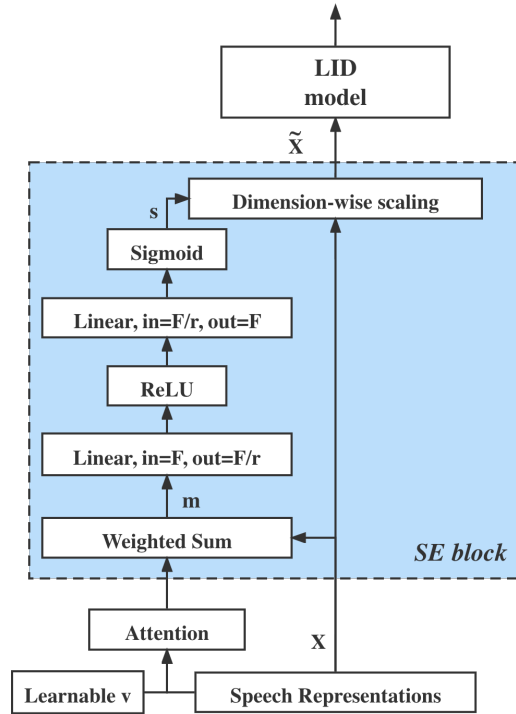 LID
model
X̃
Dimension-wise scaling
s
Sigmoid
Linear, in=F/r, out=F
ReLU
Linear, in=F, out=F/r
m
Weighted Sum
SE block
Attention
X
Learnable v
Speech Representations